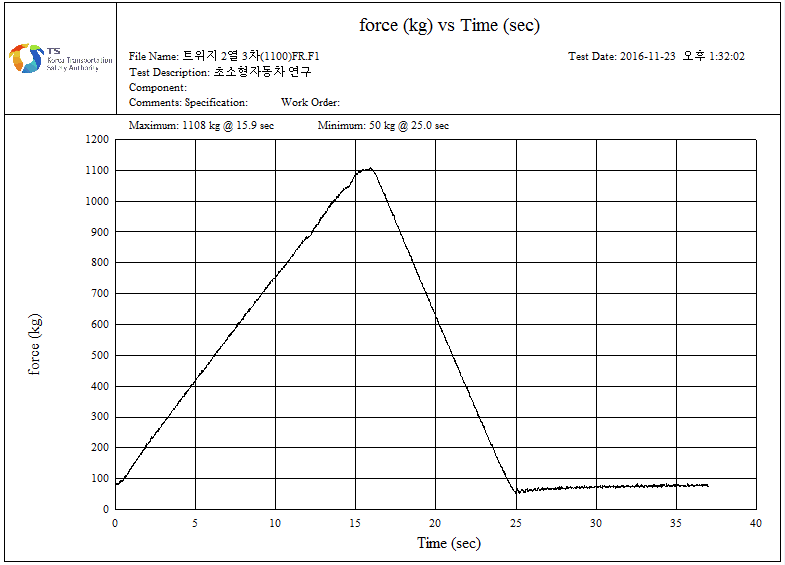 force (kg) vs Time (sec)
TS
Korea Transportation
Safety Authority
File Name: 트위지 2열 3차(1100)FR.F1
Test Date: 2016-11-23 오후 1:32:02
Test Description: 초소형자동차 연구
Component:
Comments: Specification: Work Order:
Maximum: 1108 kg @ 15.9 sec Minimum: 50 kg @ 25.0 sec
1200
1100
1000
900
800
700
600
500
400
300
200
100
0
force (kg)
0 5 10 15 20 25 30 35 40
Time (sec)